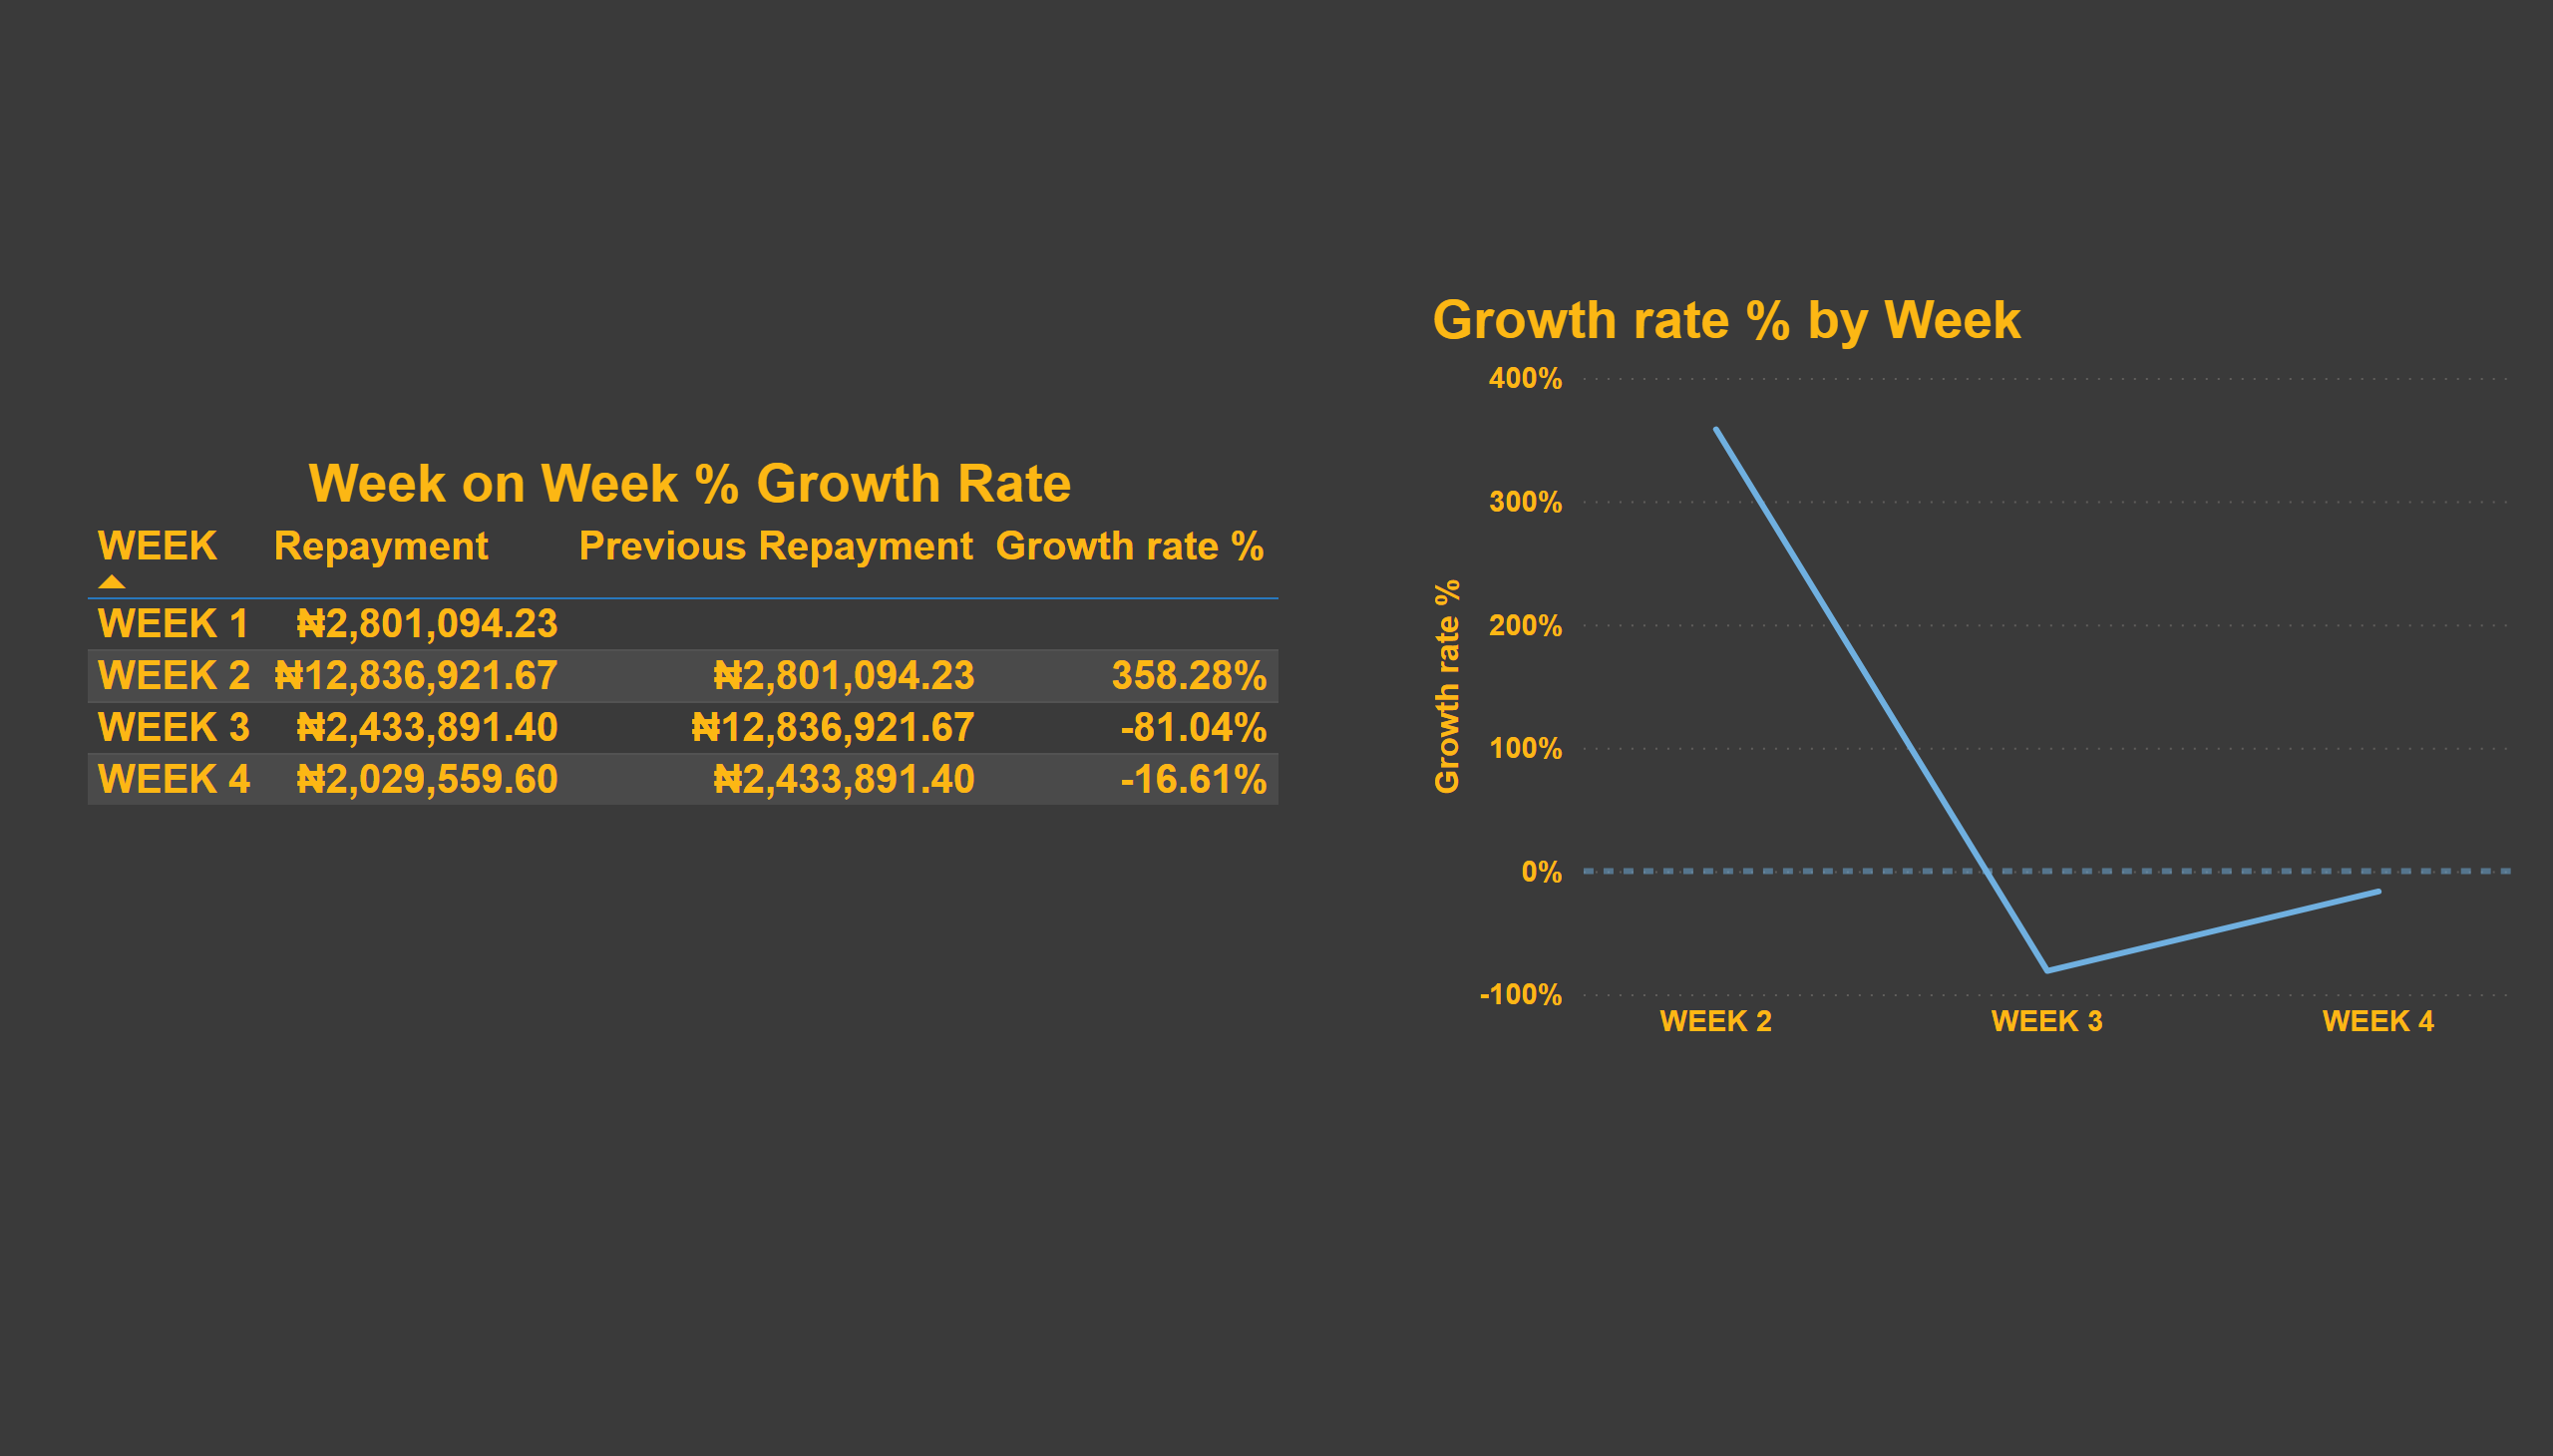 Week on Week % Growth Rate
WEEK Repayment Previous Repayment Growth rate %
WEEK 1 ₦2,801,094.23
WEEK 2 ₦12,836,921.67 ₦2,801,094.23 358.28%
WEEK 3 ₦2,433,891.40 ₦12,836,921.67 -81.04%
WEEK 4 ₦2,029,559.60 ₦2,433,891.40 -16.61%
Growth rate % by Week
Growth rate %
400%
300%
200%
100%
0%
-100%
WEEK 2 WEEK 3 WEEK 4